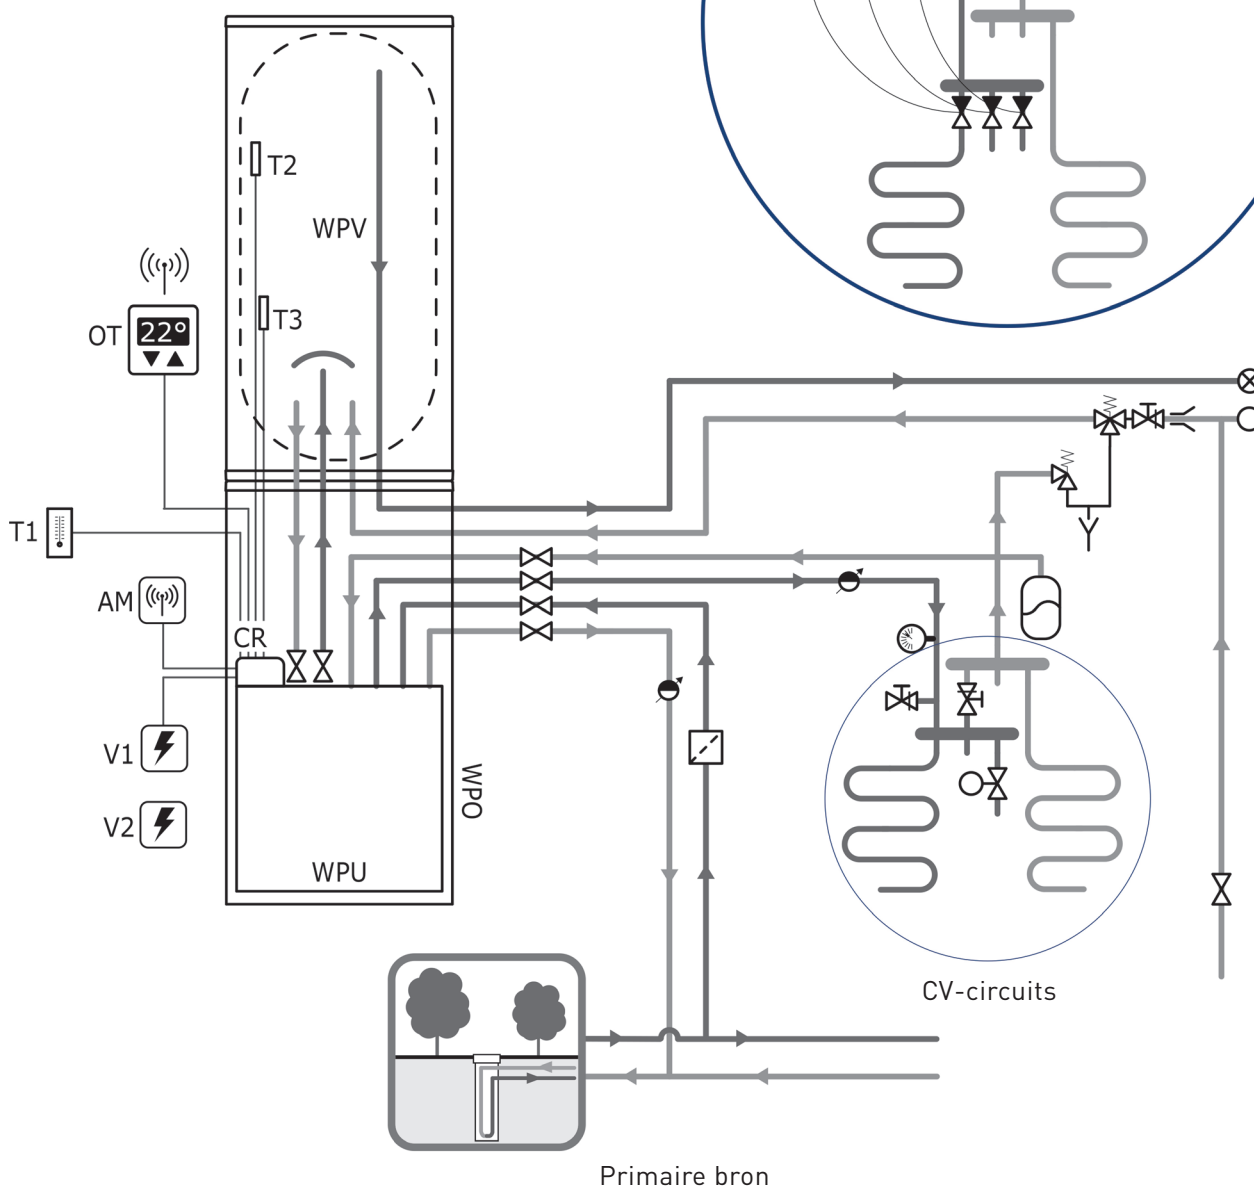 T2
WPV
T3
OT
22°
T1
AM
CR
V1
WPO
V2
WPU
CV-circuits
Primaire bron